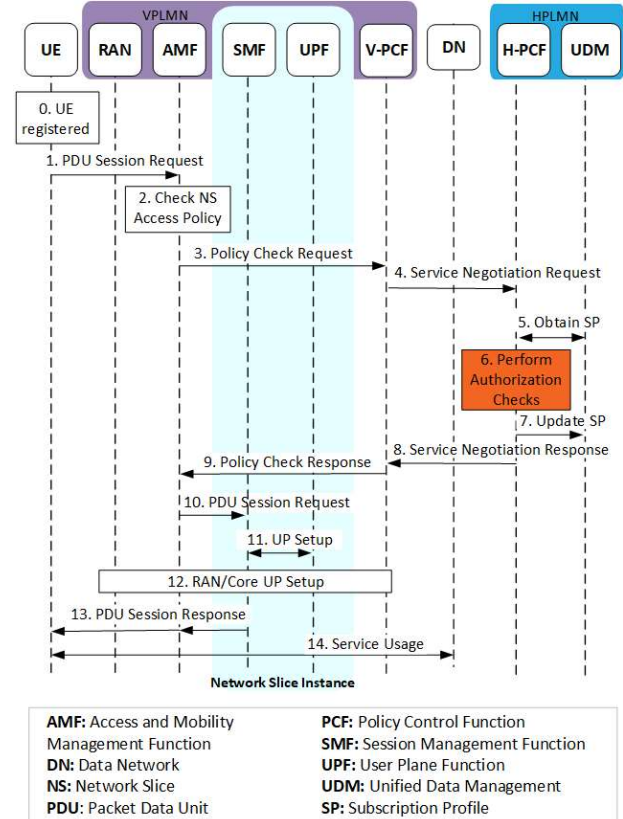 VPLMN
HPLMN
UE
RAN
AMF
SMF
UPF
V-PCF
DN
H-PCF
UDM
0. UE
registered
1. PDU Session Request
2. Check NS
Access Policy
3. Policy Check Request
4. Service Negotiation Request
5. Obtain SP
6. Perform
Authorization
Checks
7. Update SP
8. Service Negotiation Response
9. Policy Check Response
10. PDU Session Request
11. UP Setup
12. RAN/Core UP Setup
13. PDU Session Response
14. Service Usage
Network Slice Instance
AMF: Access and Mobility
Management Function
DN: Data Network
NS: Network Slice
PDU: Packet Data Unit
PCF: Policy Control Function
SMF: Session Management Function
UPF: User Plane Function
UDM: Unified Data Management
SP: Subscription Profile